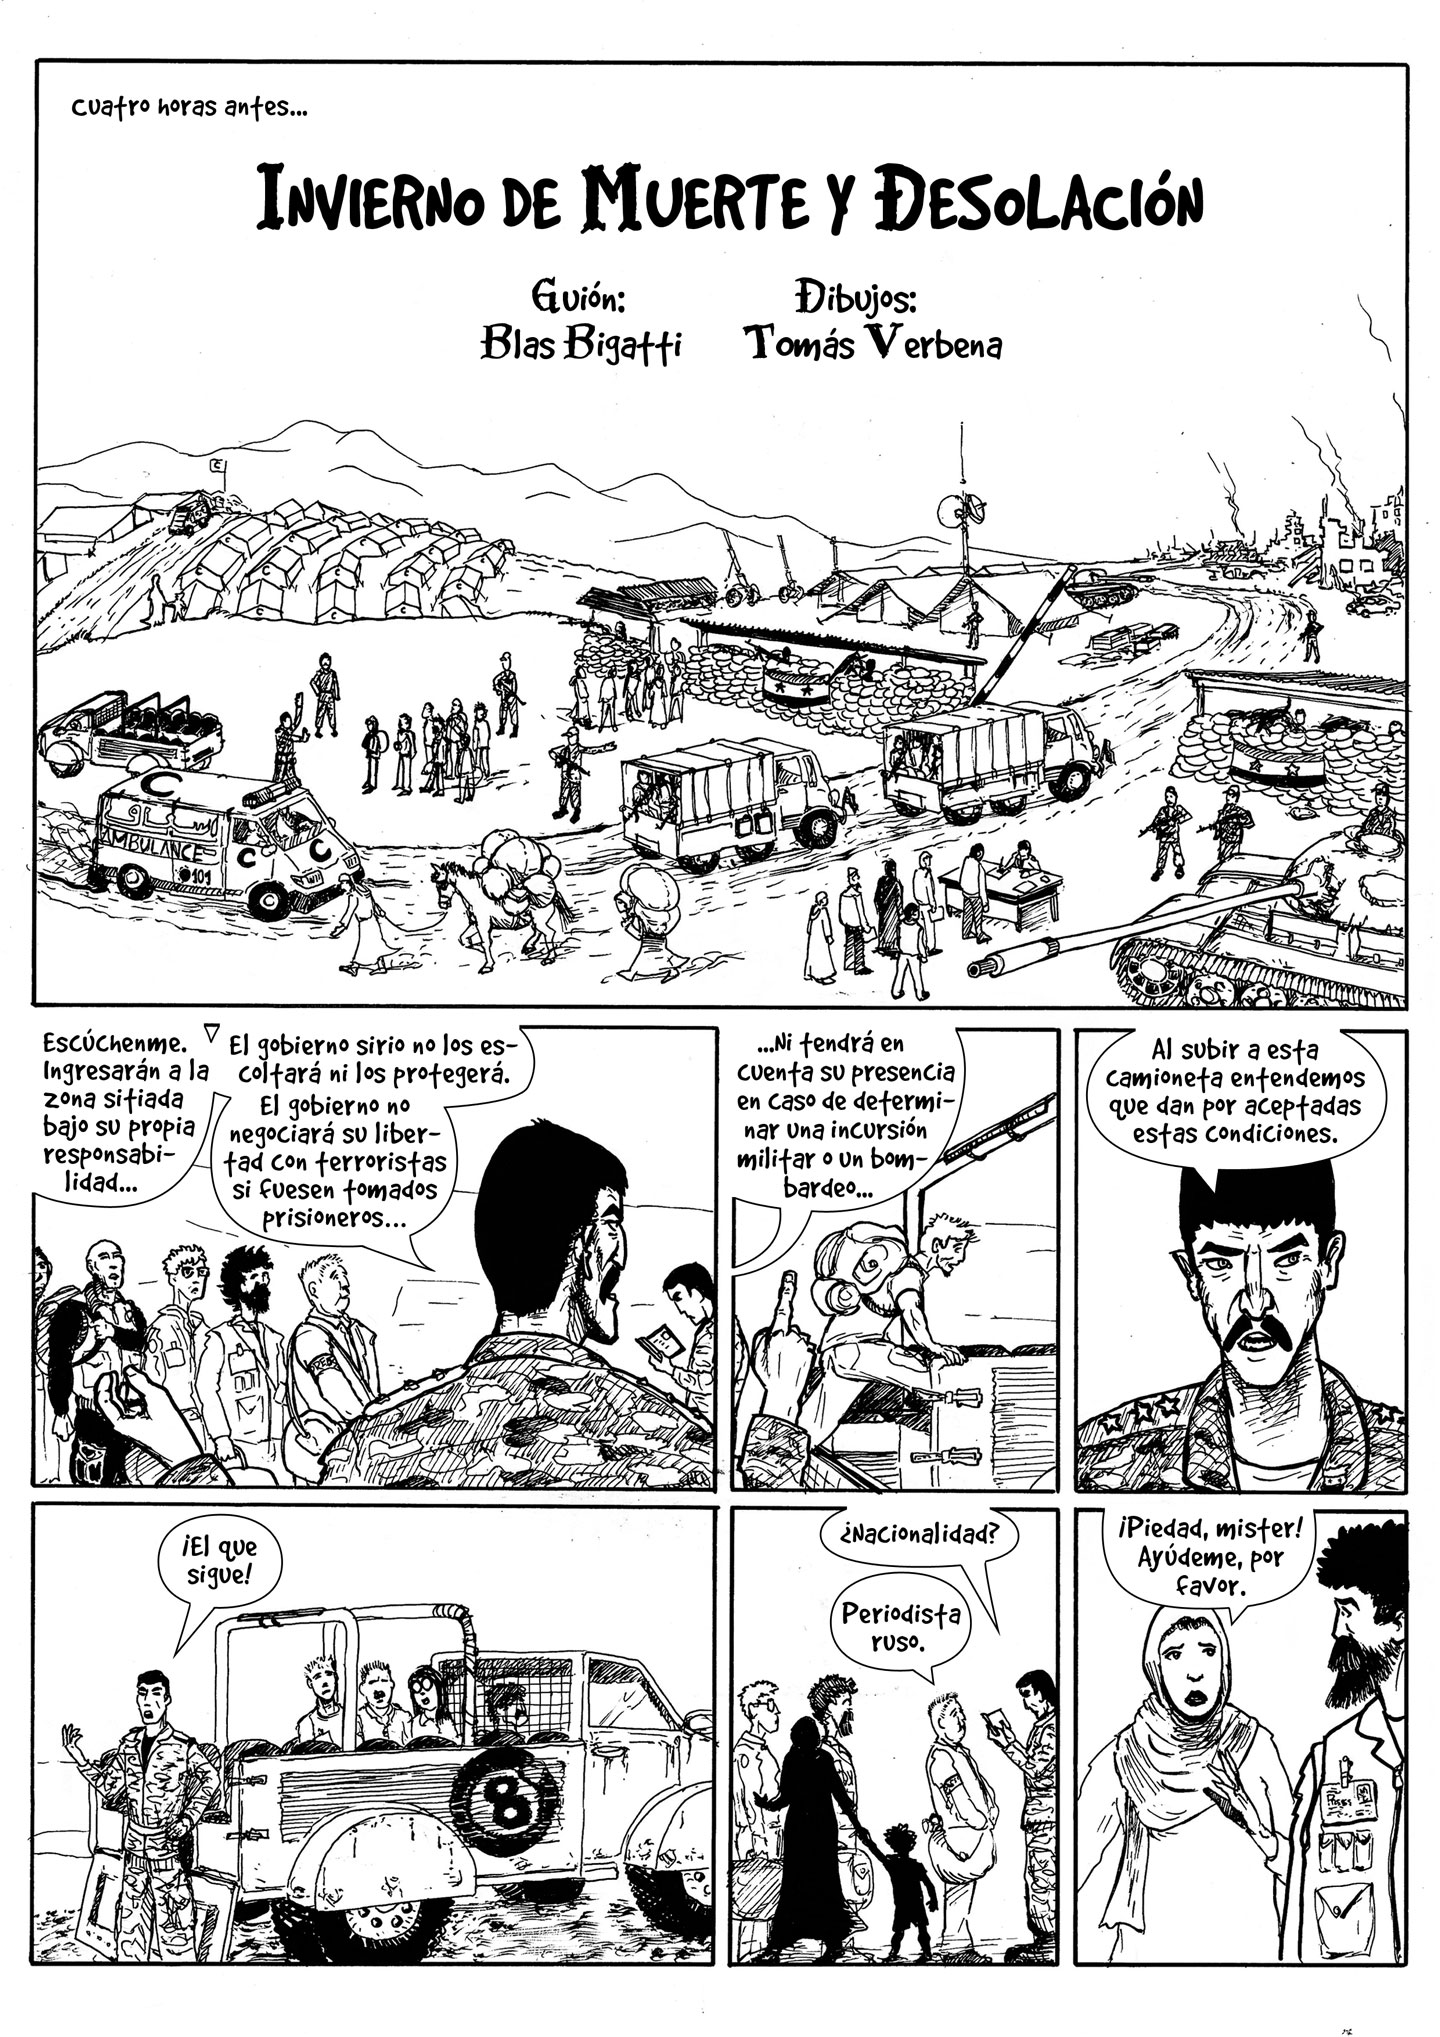 Cuatro horas antes...
INVIERNO DE MUERTE Y DESOLACIÓN
Guión:
Blas Bigatti
Dibujos:
Tomás Verbena
AMBULANCE
101
Escúchenme.
Ingresarán a la
zona sitiada
bajo su propia
responsabi-
lidad...
El gobierno sirio no los es-
coltará ni los protegerá.
El gobierno no
negociará su liber-
tad con terroristas
si fuesen tomados
prisioneros...
...Ni tendrá en
cuenta su presencia
en caso de determi-
nar una incursión
militar o un bom-
bardeo...
Al subir a esta
camioneta entendemos
que dan por aceptadas
estas condiciones.
¡El que
sigue!
8
¿Nacionalidad?
Periodista
ruso.
¡Piedad, mister!
Ayúdeme, por
favor.
PRESS